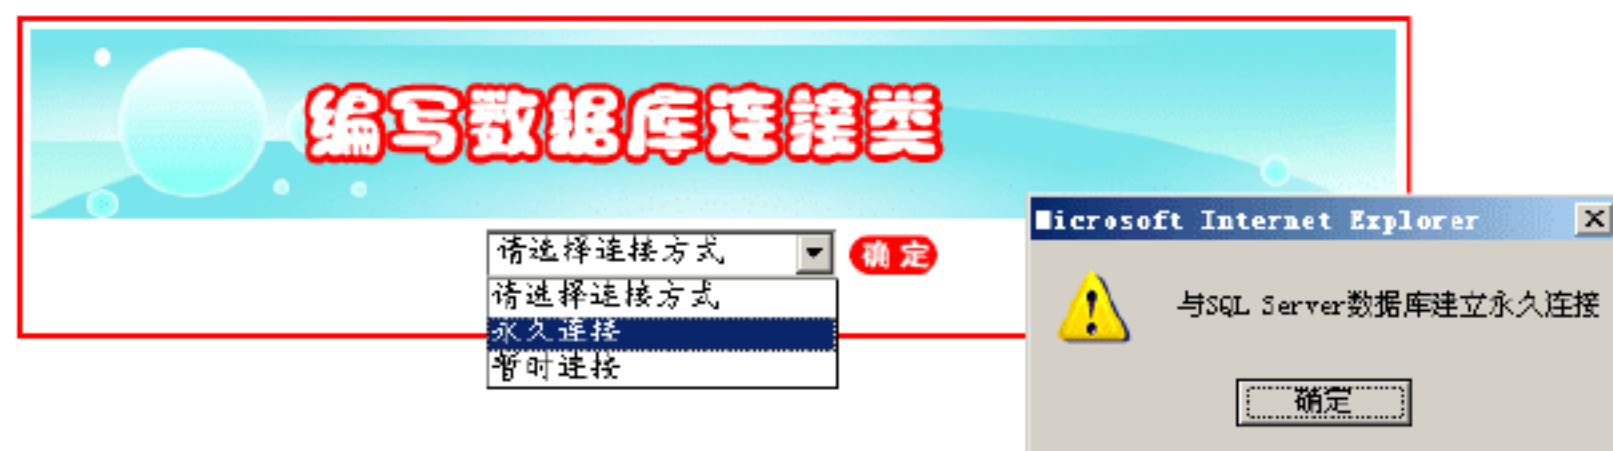 编写数据库连接类
请选择连接方式
确定
请选择连接方式
永久连接
暂时连接
Microsoft Internet Explorer
与SQL Server数据库建立永久连接
确定